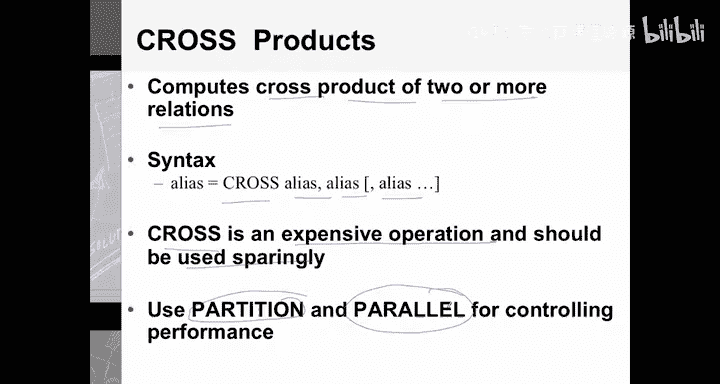 CROSS Products
bilibili
• Computes cross product of two or more
relations
• Syntax
– alias = CROSS alias, alias [, alias …]
• CROSS is an expensive operation and should
be used sparingly
• Use PARTITION and PARALLEL for controlling
performance